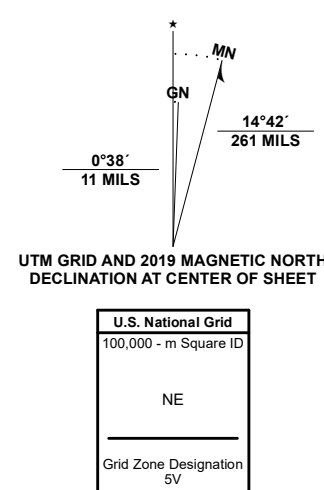 ★
MN
GN
14°42´
261 MILS
0°38´
11 MILS
UTM GRID AND 2019 MAGNETIC NORTH
DECLINATION AT CENTER OF SHEET
U.S. National Grid
100,000 - m Square ID
NE
Grid Zone Designation
5V